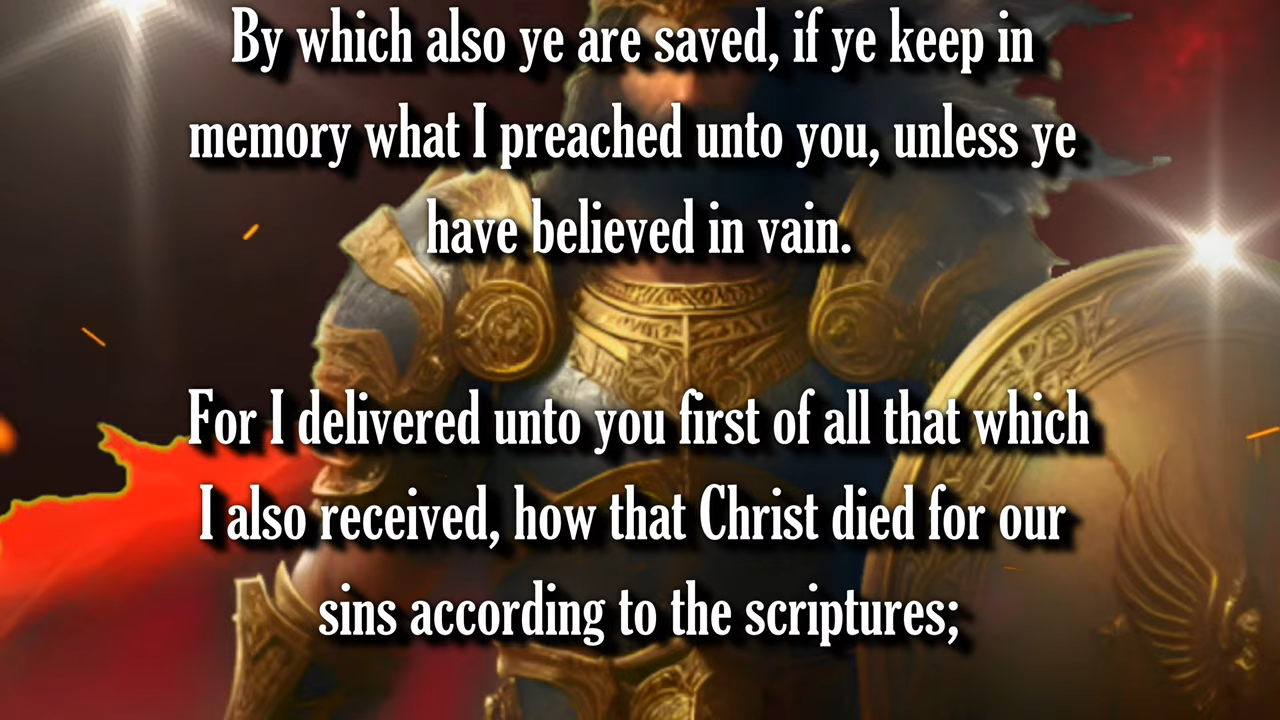 By which also ye are saved, if ye keep in
memory what I preached unto you, unless ye
have believed in vain.
For I delivered unto you first of all that which
I also received, how that Christ died for our
sins according to the scriptures;